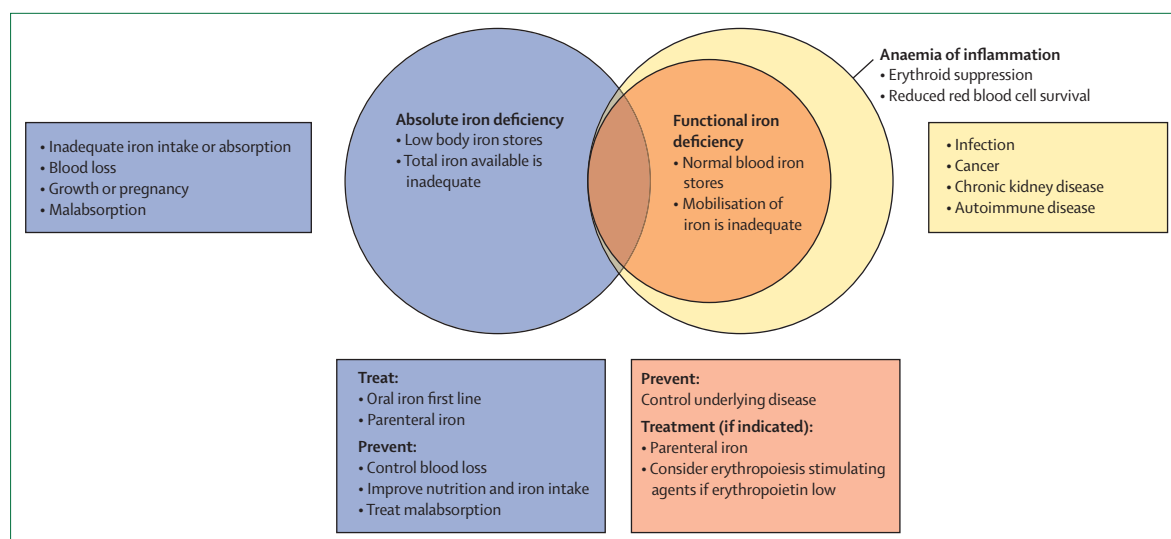 Anaemia of inflammation
• Erythroid suppression
• Reduced red blood cell survival
Absolute iron deficiency
• Low body iron stores
• Total iron available is
inadequate
Functional iron
deficiency
• Normal blood iron
stores
• Mobilisation of
iron is inadequate
• Inadequate iron intake or absorption
• Blood loss
• Growth or pregnancy
• Malabsorption
• Infection
• Cancer
• Chronic kidney disease
• Autoimmune disease
Treat:
• Oral iron first line
• Parenteral iron
Prevent:
• Control blood loss
• Improve nutrition and iron intake
• Treat malabsorption
Prevent:
Control underlying disease
Treatment (if indicated):
• Parenteral iron
• Consider erythropoiesis stimulating
agents if erythropoietin low